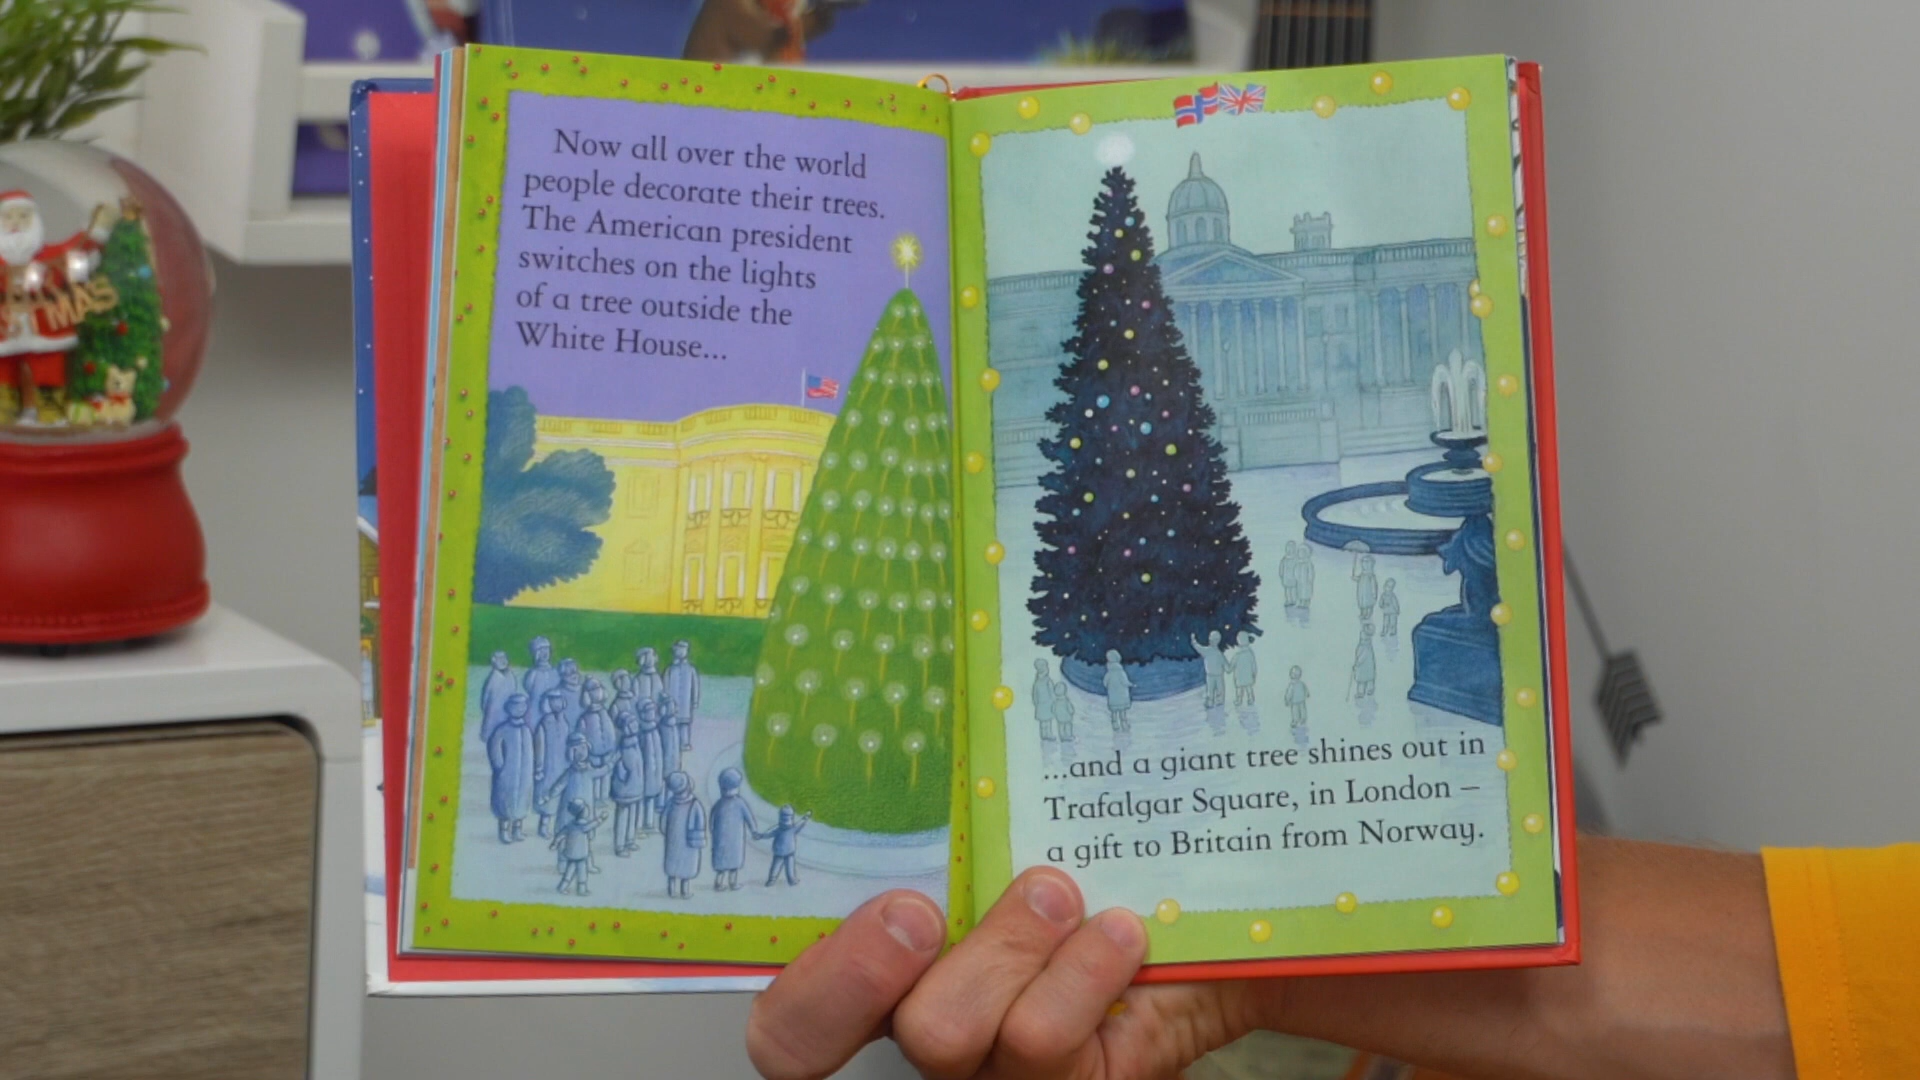 Now all over the world
people decorate their trees.
The American president
switches on the lights
of a tree outside the
White House...
...and a giant tree shines out in
Trafalgar Square, in London –
a gift to Britain from Norway.